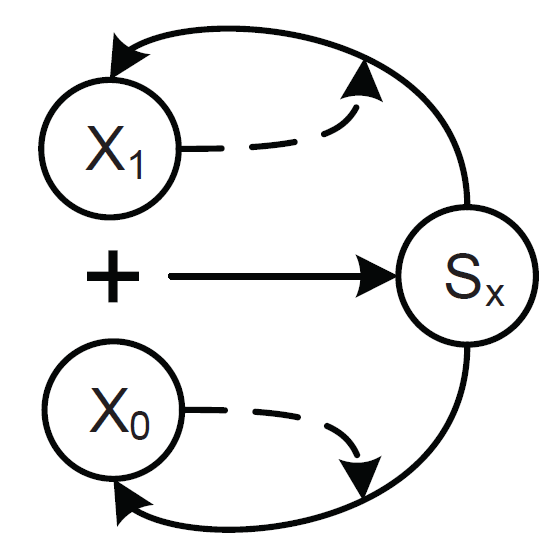 X₁
+
Sₓ
X₀